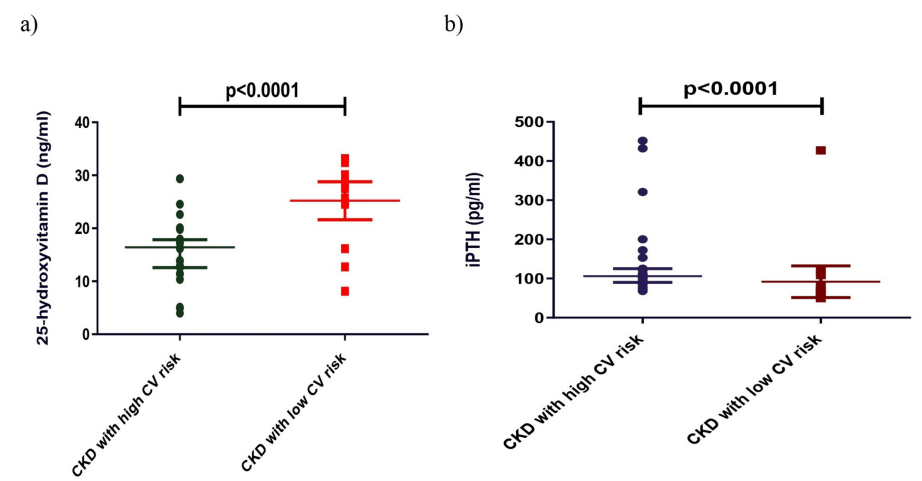 a)
p<0.0001
25-hydroxyvitamin D (ng/ml)
40
30
20
10
0
CKD with high CV risk
CKD with low CV risk
b)
p<0.0001
iPTH (pg/ml)
500
400
300
200
100
0
CKD with high CV risk
CKD with low CV risk